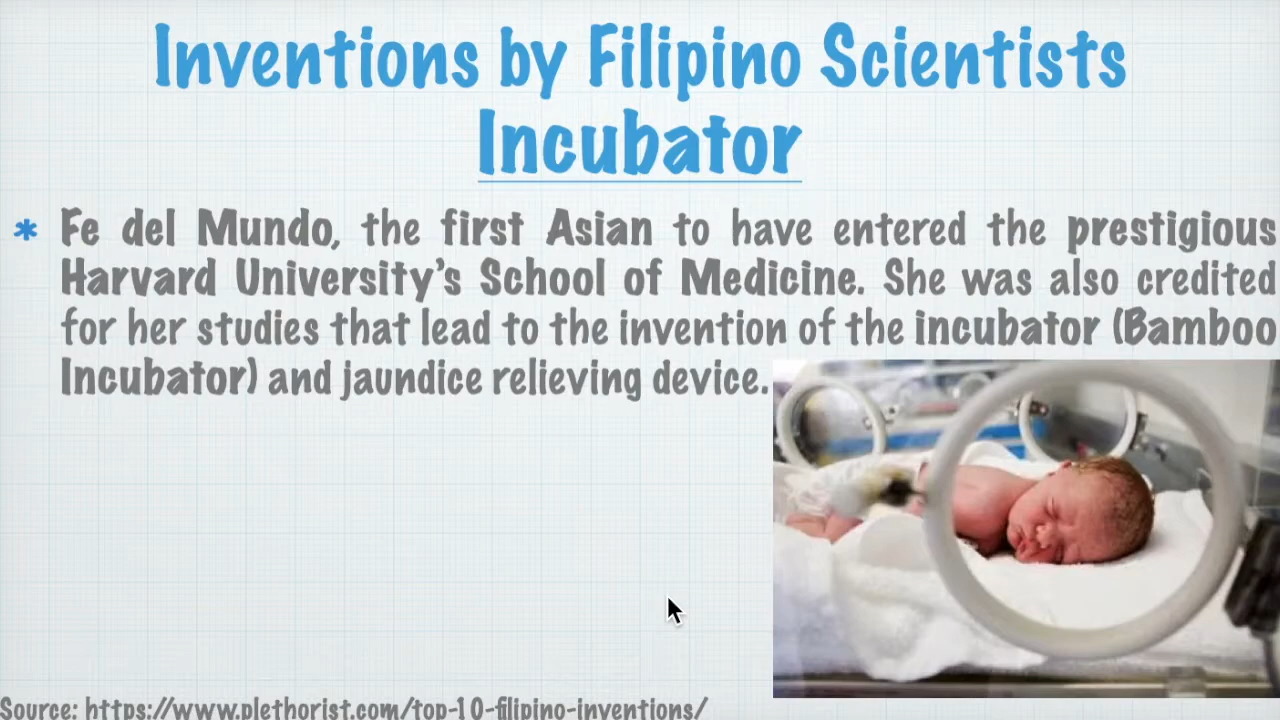 Inventions by Filipino Scientists
Incubator
* Fe del Mundo, the first Asian to have entered the prestigious
Harvard University's School of Medicine. She was also credited
for her studies that lead to the invention of the incubator (Bamboo
Incubator) and jaundice relieving device.
Source: https://www.plethorist.com/top-10-filipino-inventions/